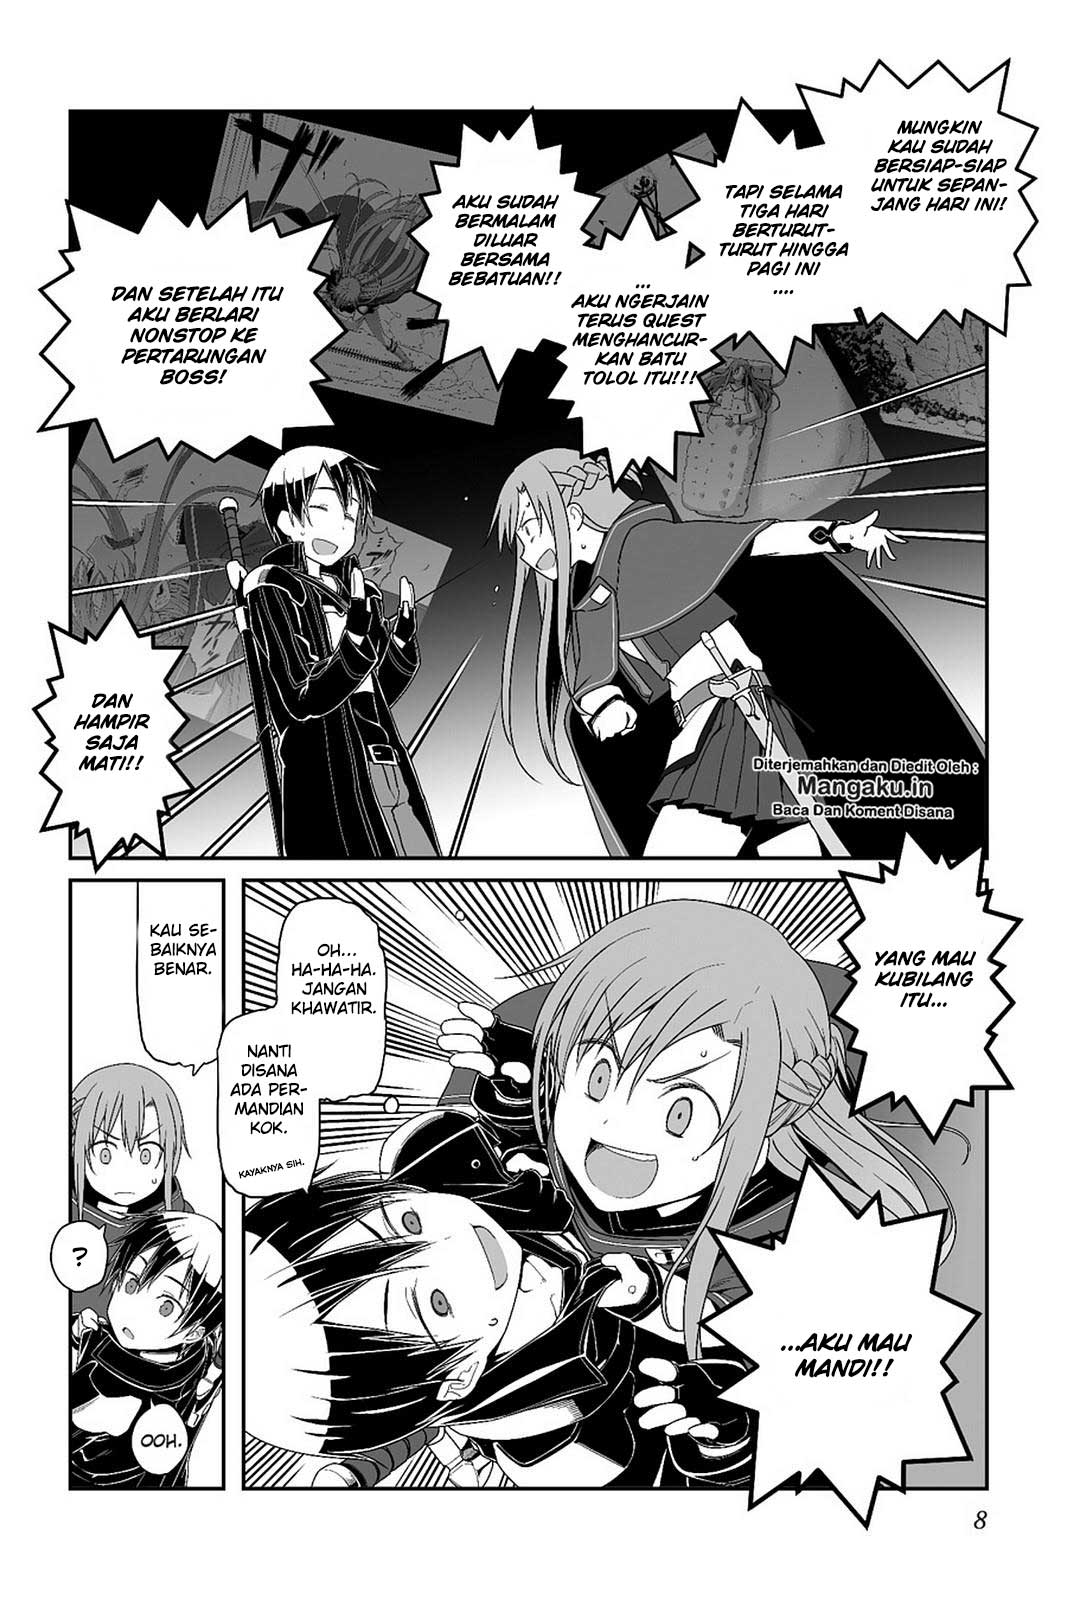 MUNGKIN
KAU SUDAH
BERSIAP-SIAP
UNTUK SEPAN-
JANG HARI INI!
TAPI SELAMA
TIGA HARI
BERTURUT-
TURUT HINGGA
PAGI INI
....
...
AKU NGERJAIN
TERUS QUEST
MENGHANCUR-
KAN BATU
TOLOL ITU!!!
AKU SUDAH
BERMALAM
DILUAR
BERSAMA
BEBATUAN!!
DAN SETELAH ITU
AKU BERLARI
NONSTOP KE
PERTARUNGAN
BOSS!
DAN
HAMPIR
SAJA
MATI!!
Diterjemahkan dan Diedit Oleh :
Mangaku.in
Baca Dan Koment Disana
YANG MAU
KUBILANG
ITU...
...AKU MAU
MANDI!!
OH...
HA-HA-HA.
JANGAN
KHAWATIR.
NANTI
DISANA
ADA PER-
MANDIAN
KOK.
KAYAKNYA SIH.
KAU SE-
BAIKNYA
BENAR.
?
OOH.
8